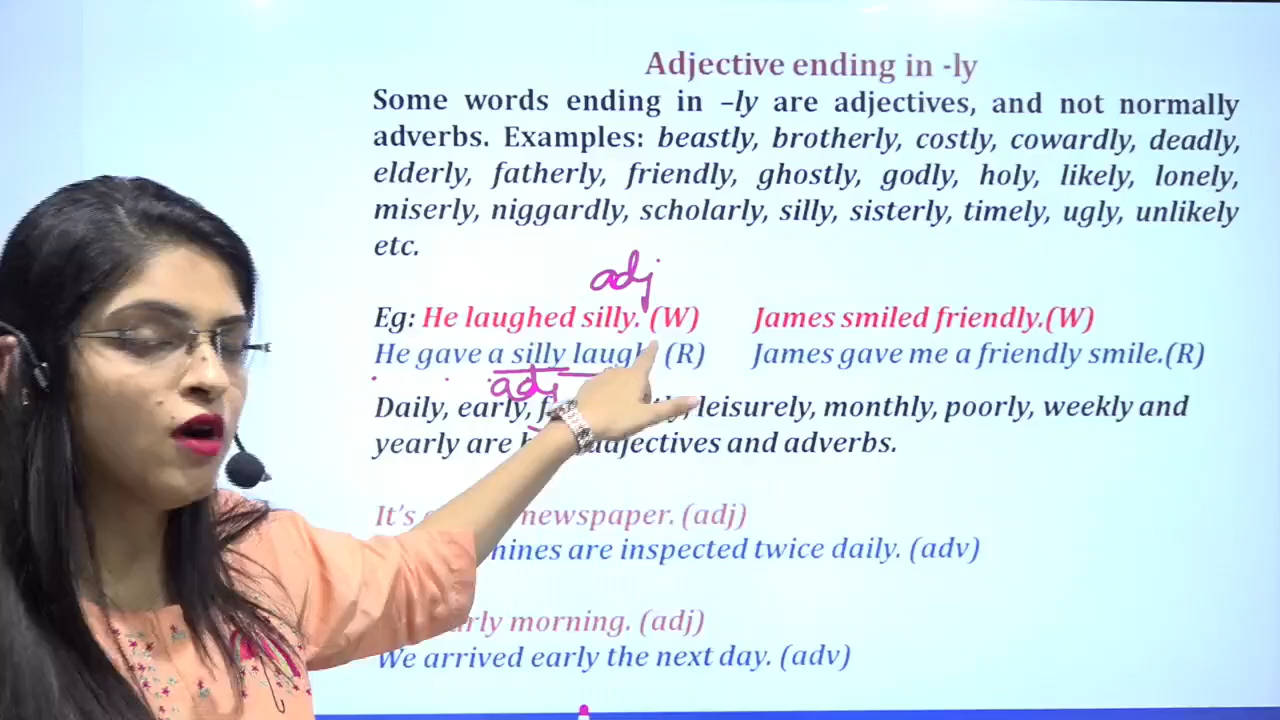 Adjective ending in -ly
Some words ending in –ly are adjectives, and not normally
adverbs. Examples: beastly, brotherly, costly, cowardly, deadly,
elderly, fatherly, friendly, ghostly, godly, holy, likely, lonely,
miserly, niggardly, scholarly, silly, sisterly, timely, ugly, unlikely
etc.
adj
Eg: He laughed silly. (W) James smiled friendly.(W)
He gave a silly laugh (R) James gave me a friendly smile.(R)
adj
Daily, early, leisurely, monthly, poorly, weekly and
yearly are adjectives and adverbs.
It's newspaper. (adj)
are inspected twice daily. (adv)
morning. (adj)
We arrived early the next day. (adv)